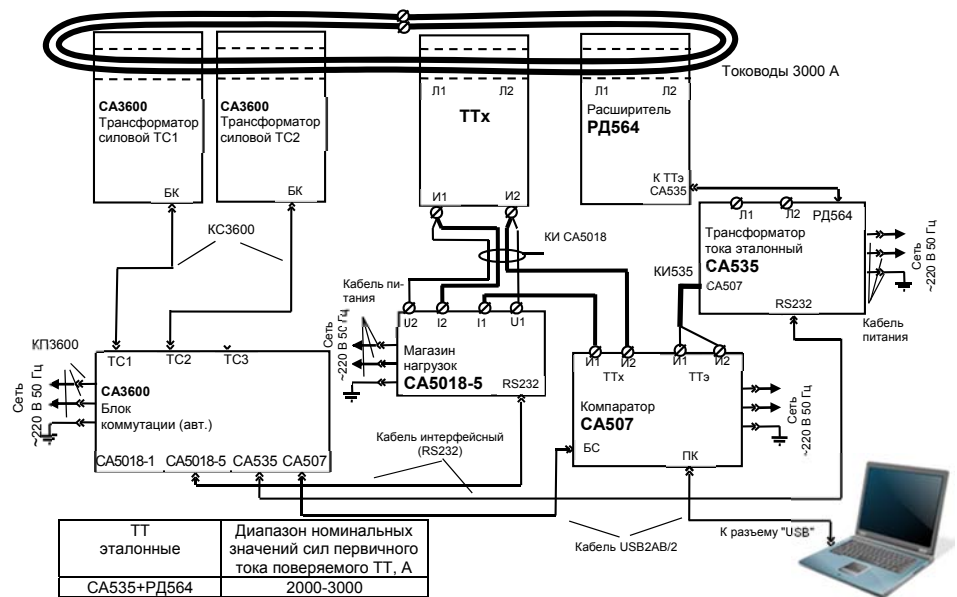 Тоководы 3000 А
СА3600
Трансформатор
силовой ТС1
БК
СА3600
Трансформатор
силовой ТС2
БК
Л1 Л2
ТТх
И1 И2
Л1 Л2
Расширитель
РД564
К ТТэ
СА535
КС3600
КИ СА5018
Л1 Л2 РД564
Трансформатор
тока эталонный
СА535
СА507
RS232
КИ535
Сеть
~220 В 50 Гц
Кабель
питания
Кабель пи-
тания
Сеть
~220 В 50 Гц
U2 I2 I1 U1
Магазин
нагрузок
СА5018-5
RS232
КП3600
Сеть
~220 В 50 Гц
ТС1 ТС2 ТС3
СА3600
Блок
коммутации (авт.)
СА5018-1 СА5018-5 СА535 СА507
И1 И2 И1 И2
ТТх ТТэ
Компаратор
СА507
БС ПК
Сеть
~220 В 50 Гц
Кабель интерфейсный
(RS232)
Кабель USB2AB/2
К разъему "USB"
ТТ
эталонные
Диапазон номинальных
значений сил первичного
тока поверяемого ТТ, А
СА535+РД564 2000-3000